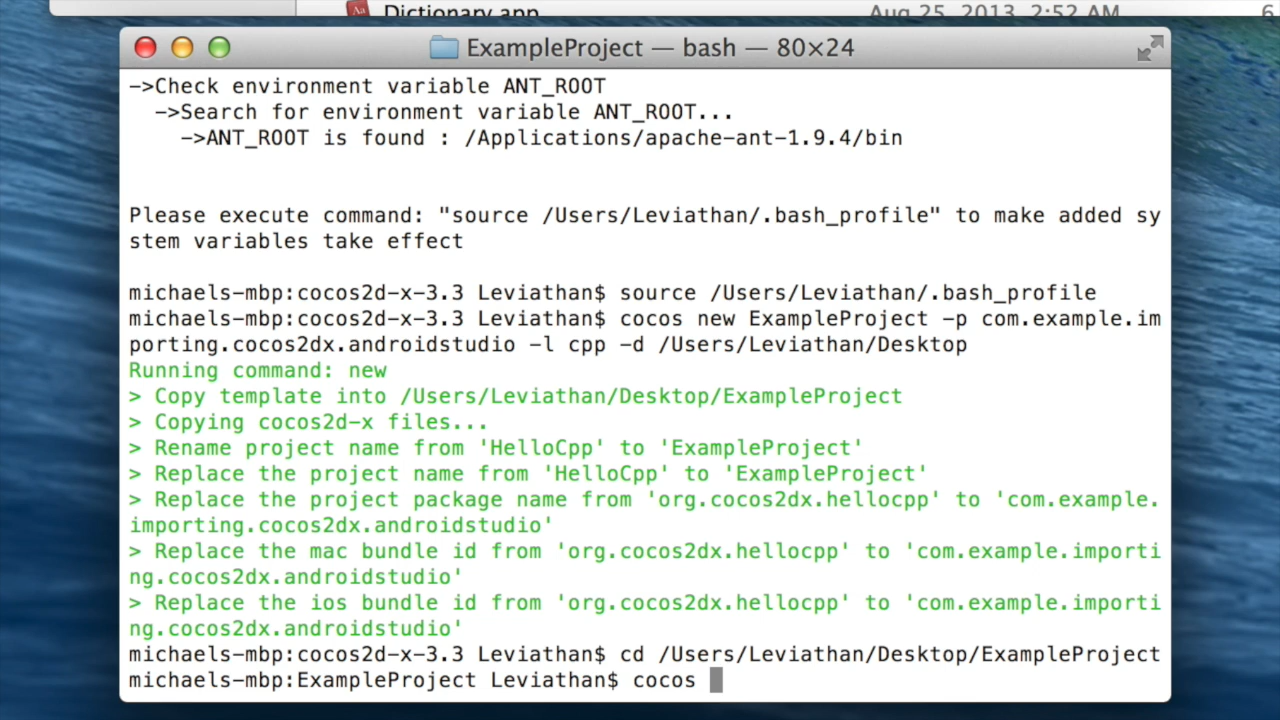 Dictionary.app Aug 25, 2013, 2:52 AM 6
ExampleProject — bash — 80×24
->Check environment variable ANT_ROOT
->Search for environment variable ANT_ROOT...
->ANT_ROOT is found : /Applications/apache-ant-1.9.4/bin
Please execute command: "source /Users/Leviathan/.bash_profile" to make added sy
stem variables take effect
michaels-mbp:cocos2d-x-3.3 Leviathan$ source /Users/Leviathan/.bash_profile
michaels-mbp:cocos2d-x-3.3 Leviathan$ cocos new ExampleProject -p com.example.im
porting.cocos2dx.androidstudio -l cpp -d /Users/Leviathan/Desktop
Running command: new
> Copy template into /Users/Leviathan/Desktop/ExampleProject
> Copying cocos2d-x files...
> Rename project name from 'HelloCpp' to 'ExampleProject'
> Replace the project name from 'HelloCpp' to 'ExampleProject'
> Replace the project package name from 'org.cocos2dx.hellocpp' to 'com.example.
importing.cocos2dx.androidstudio'
> Replace the mac bundle id from 'org.cocos2dx.hellocpp' to 'com.example.importi
ng.cocos2dx.androidstudio'
> Replace the ios bundle id from 'org.cocos2dx.hellocpp' to 'com.example.importi
ng.cocos2dx.androidstudio'
michaels-mbp:cocos2d-x-3.3 Leviathan$ cd /Users/Leviathan/Desktop/ExampleProject
michaels-mbp:ExampleProject Leviathan$ cocos